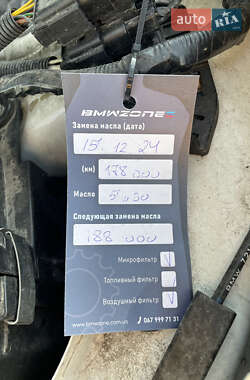 AUTO RIA
BMWZONE
Замена масла (дата)
15. 12 24
(км) 178 000
Масло 5w30
Следующая замена масла
188 000
Микрофильтр V
Топливный фильтр
Воздушный фильтр V
www.bmwzone.com.ua 067 999 71 31